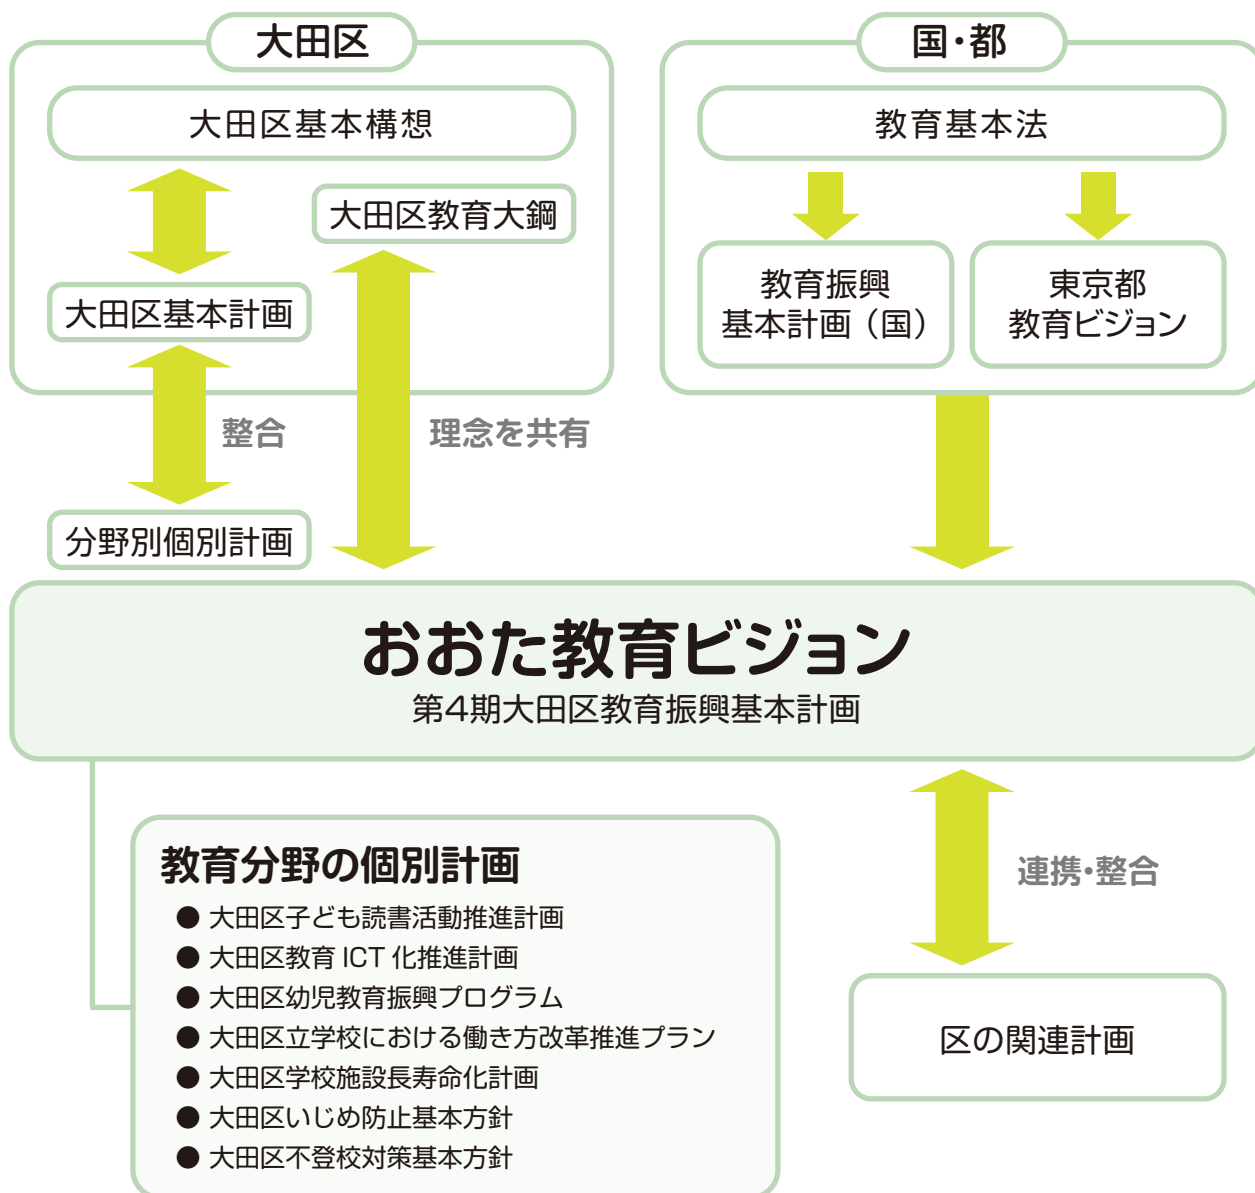 大田区
大田区基本構想
大田区教育大綱
大田区基本計画
整合
理念を共有
分野別個別計画
国・都
教育基本法
教育振興
基本計画（国）
東京都
教育ビジョン
おおた教育ビジョン
第4期大田区教育振興基本計画
教育分野の個別計画
● 大田区子ども読書活動推進計画
● 大田区教育 ICT 化推進計画
● 大田区幼児教育振興プログラム
● 大田区立学校における働き方改革推進プラン
● 大田区学校施設長寿命化計画
● 大田区いじめ防止基本方針
● 大田区不登校対策基本方針
連携・整合
区の関連計画